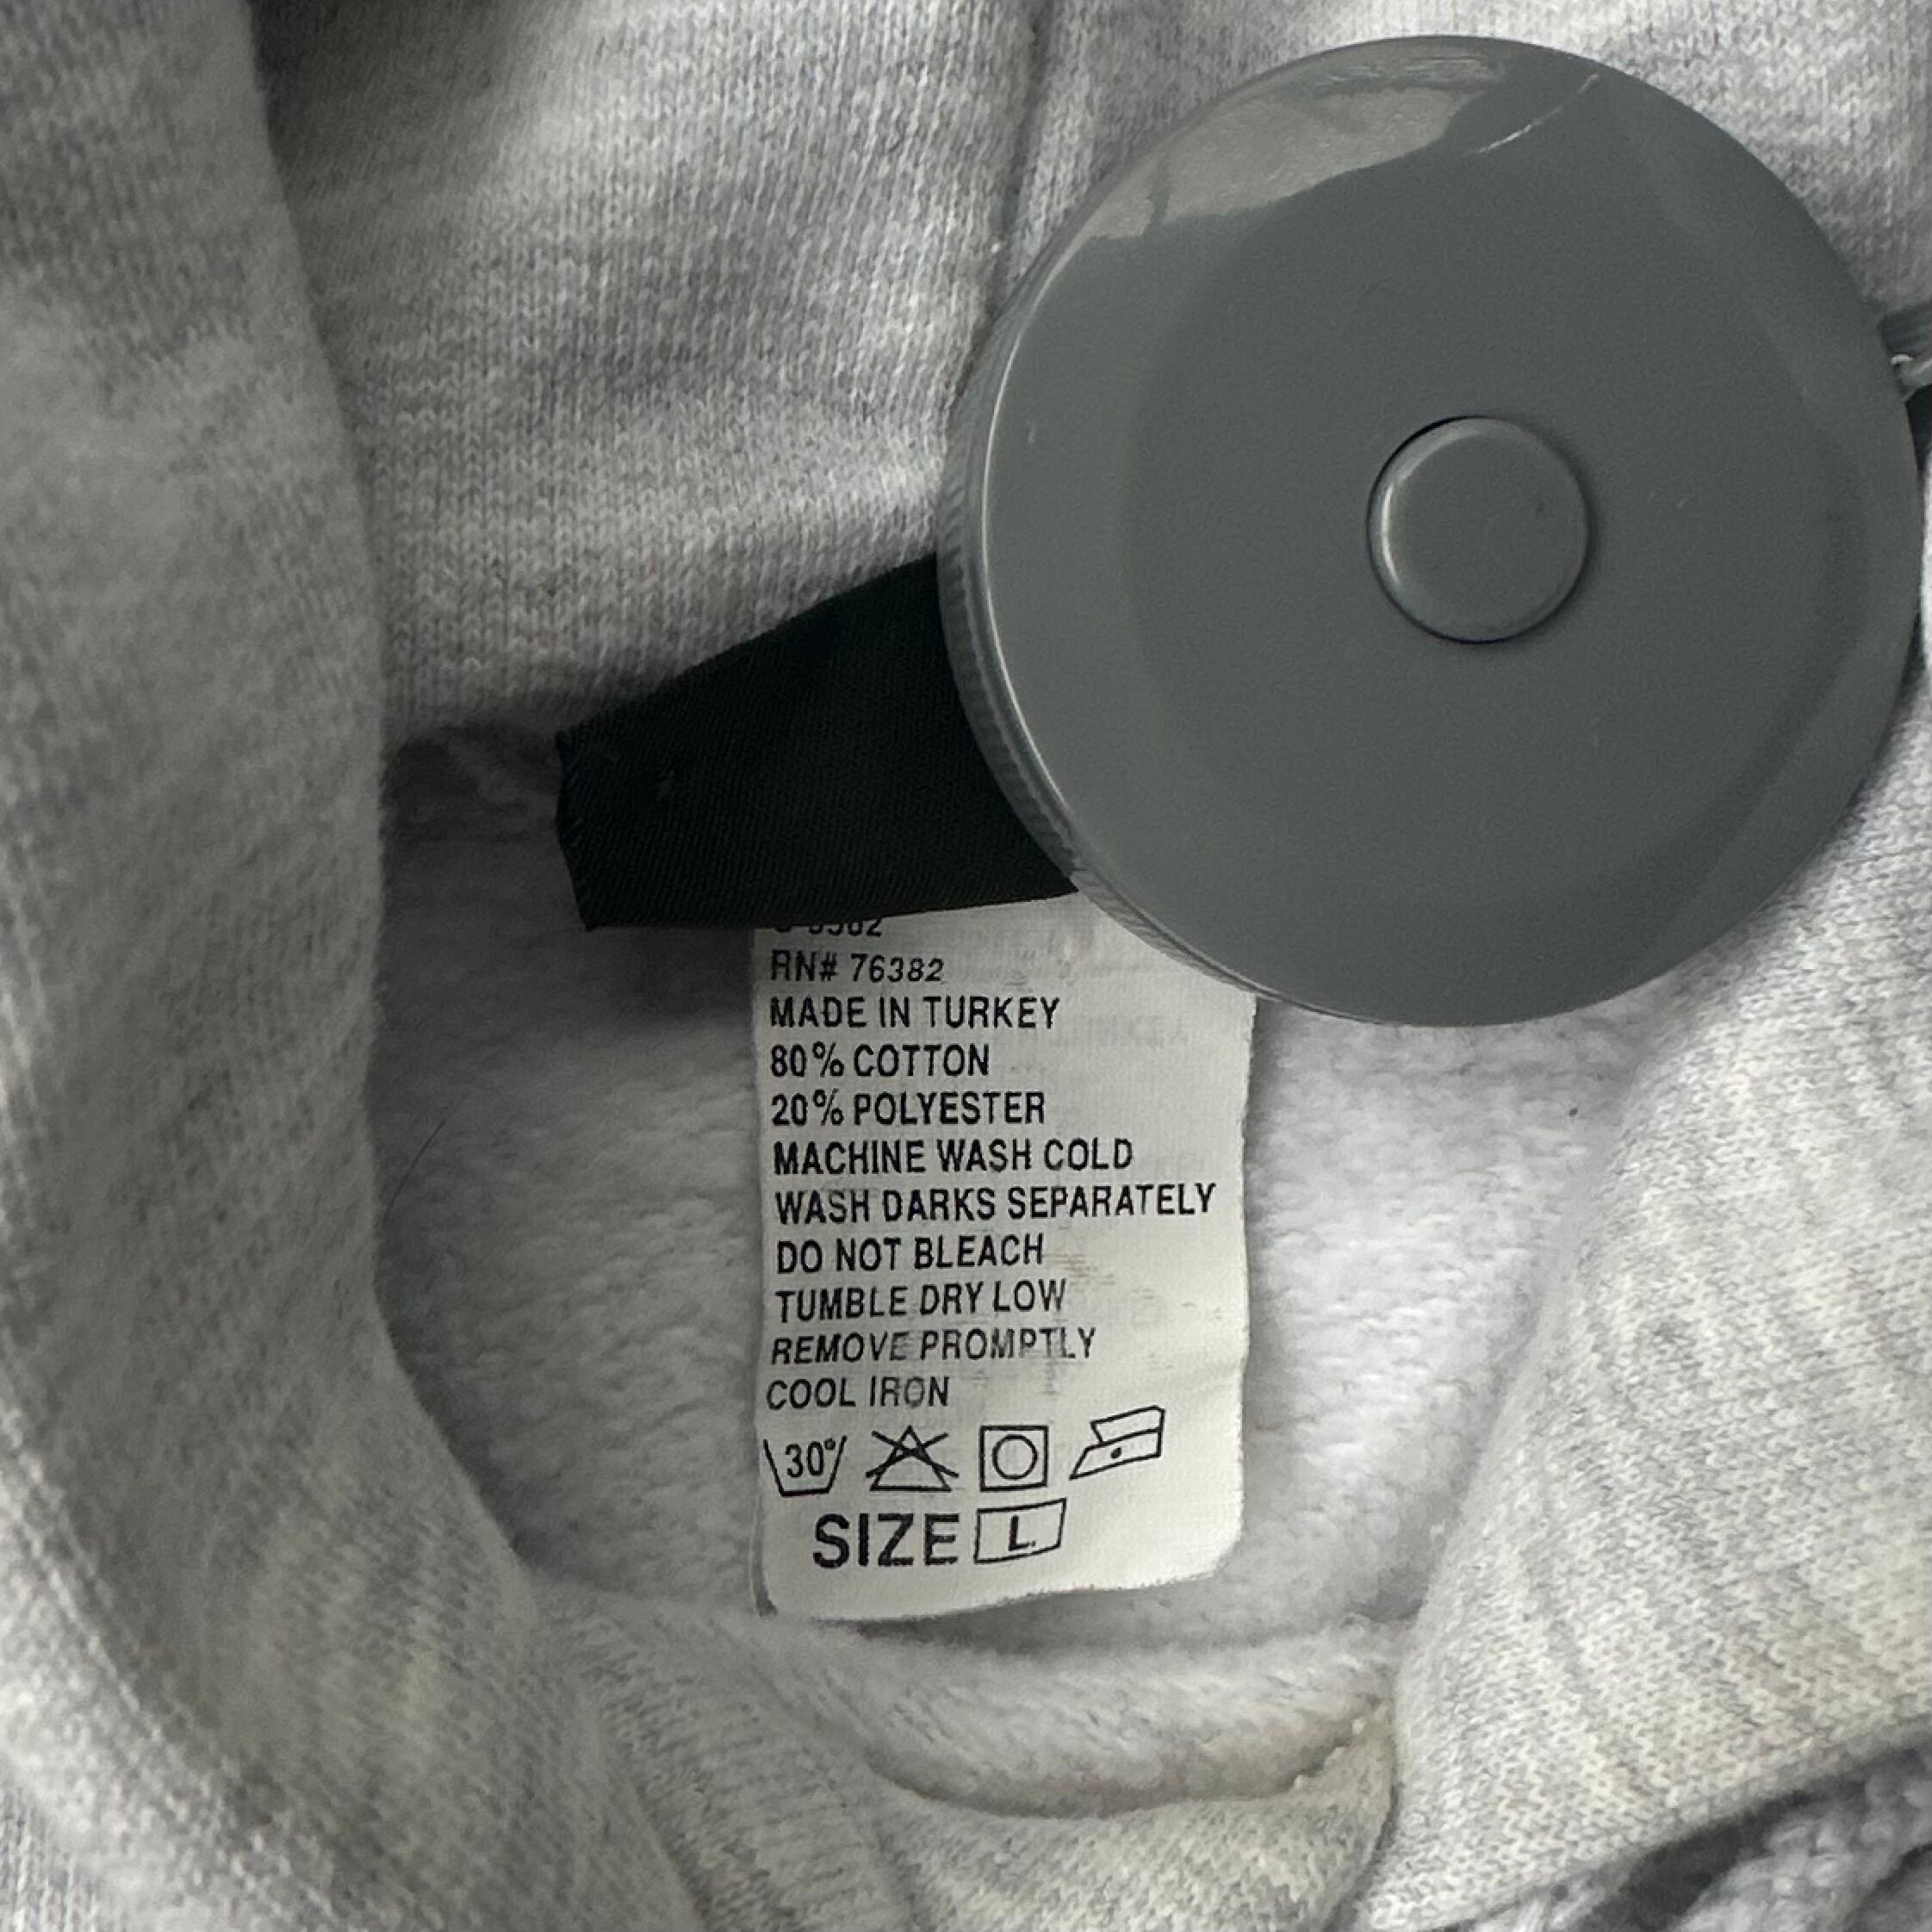 RN# 76382
MADE IN TURKEY
80% COTTON
20% POLYESTER
MACHINE WASH COLD
WASH DARKS SEPARATELY
DO NOT BLEACH
TUMBLE DRY LOW
REMOVE PROMPTLY
COOL IRON
30°
SIZE L